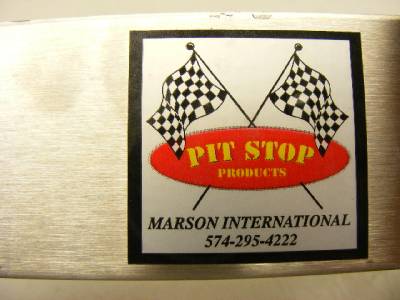 PIT STOP
PRODUCTS
MARSON INTERNATIONAL
574-295-4222